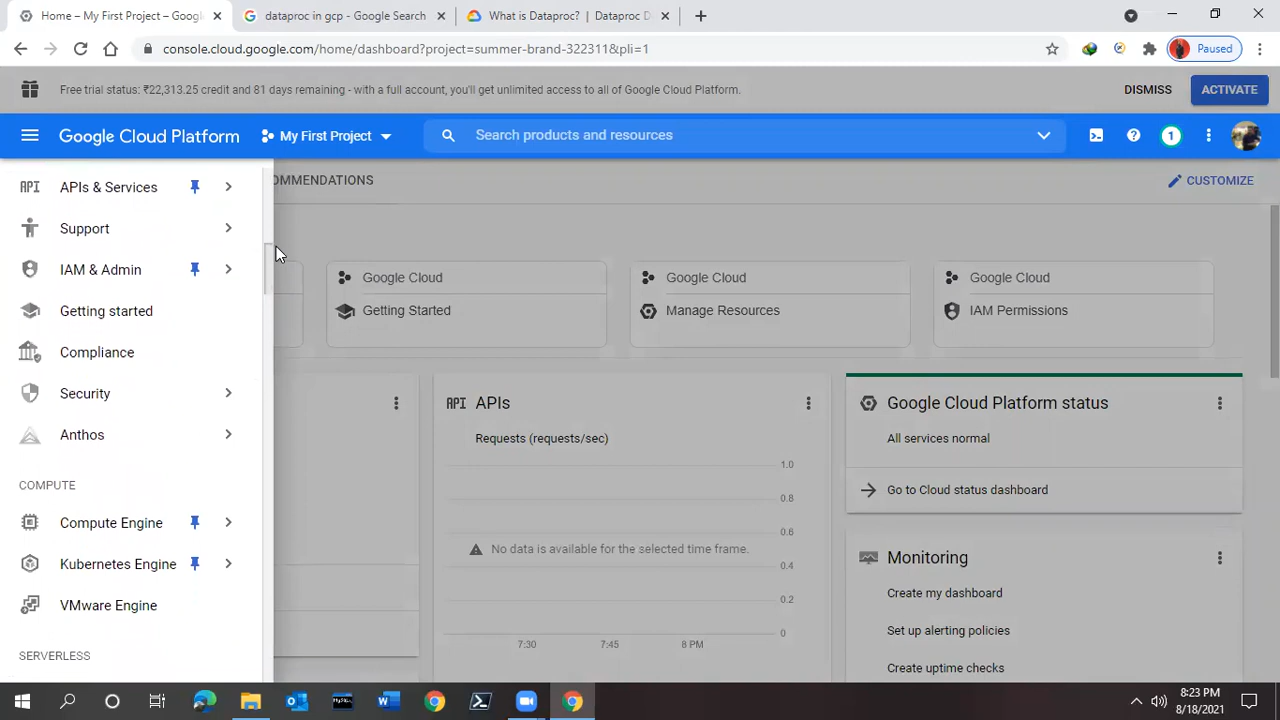 Home – My First Project – Googl
dataproc in gcp - Google Search
What is Dataproc? | Dataproc D
console.cloud.google.com/home/dashboard?project=summer-brand-322311&pli=1
Paused
Free trial status: ₹22,313.25 credit and 81 days remaining - with a full account, you'll get unlimited access to all of Google Cloud Platform.
DISMISS
ACTIVATE
Google Cloud Platform
My First Project
Search products and resources
1
API APIs & Services
Support
IAM & Admin
Getting started
Compliance
Security
Anthos
COMPUTE
Compute Engine
Kubernetes Engine
VMware Engine
SERVERLESS
OMMENDATIONS
CUSTOMIZE
Google Cloud
Getting Started
Google Cloud
Manage Resources
Google Cloud
IAM Permissions
API APIs
Requests (requests/sec)
1.0
0.8
0.6
No data is available for the selected time frame.
0.4
0.2
0
7:30
7:45
8 PM
Google Cloud Platform status
All services normal
Go to Cloud status dashboard
Monitoring
Create my dashboard
Set up alerting policies
Create uptime checks
8:23 PM
8/18/2021